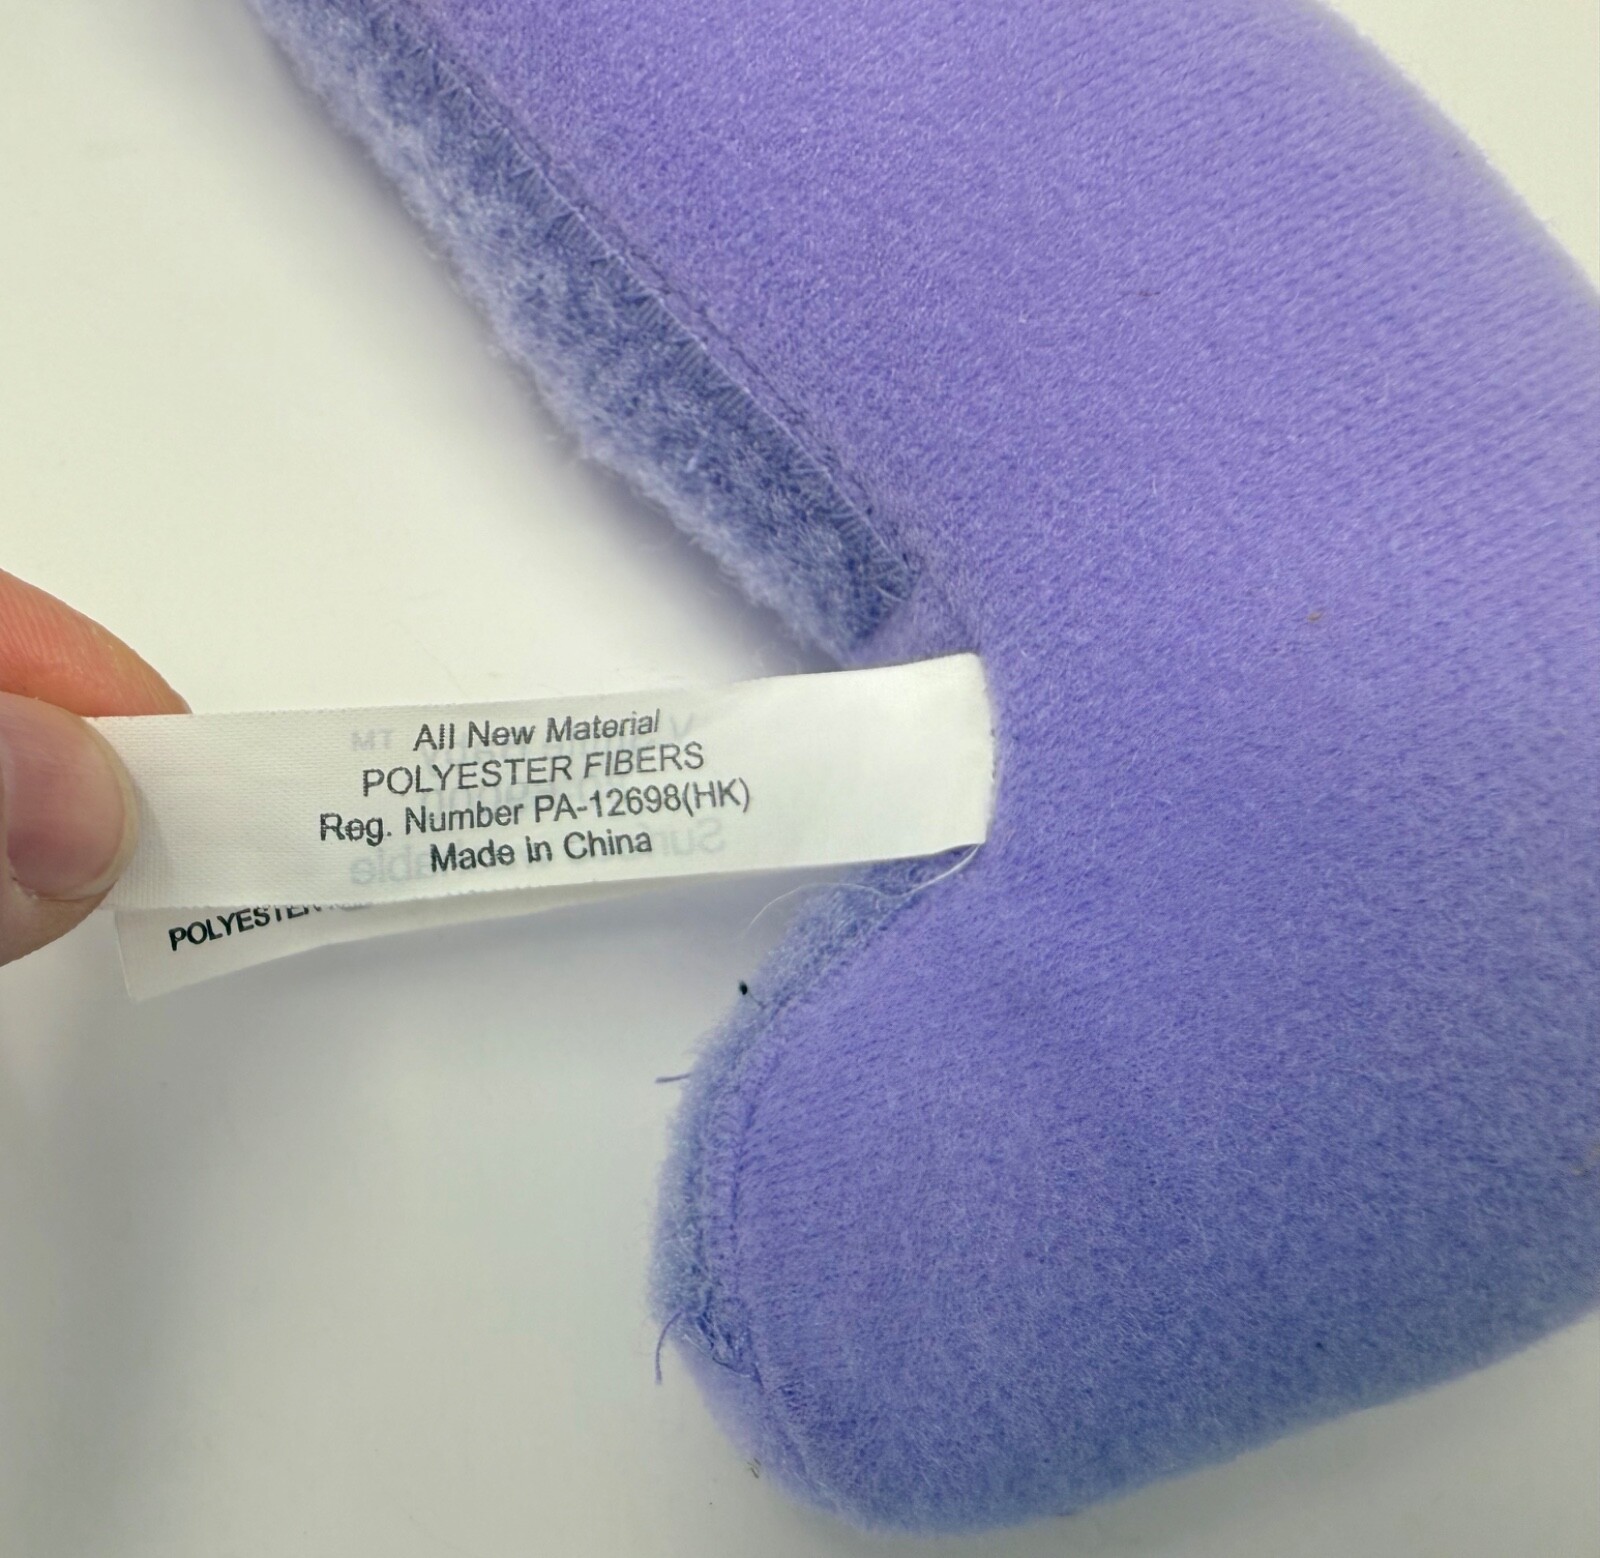 All New Material
POLYESTER FIBERS
Reg. Number PA-12698(HK)
Made in China
POLYESTER